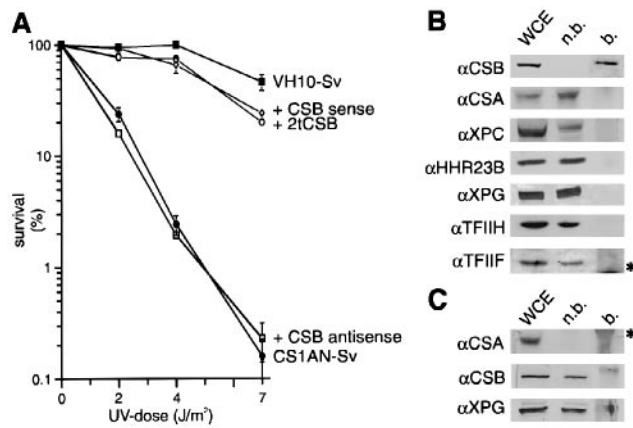 A
100
10
1
0.1
survival
(%)
0
2
4
7
UV-dose (J/m²)
VH10-Sv
+ CSB sense
+ 2tCSB
+ CSB antisense
CS1AN-Sv
B
WCE
n.b.
b.
αCSB
αCSA
αXPC
αHHR23B
αXPG
αTFIIH
αTFIIF
*
C
WCE
n.b.
b.
αCSA
*
αCSB
αXPG